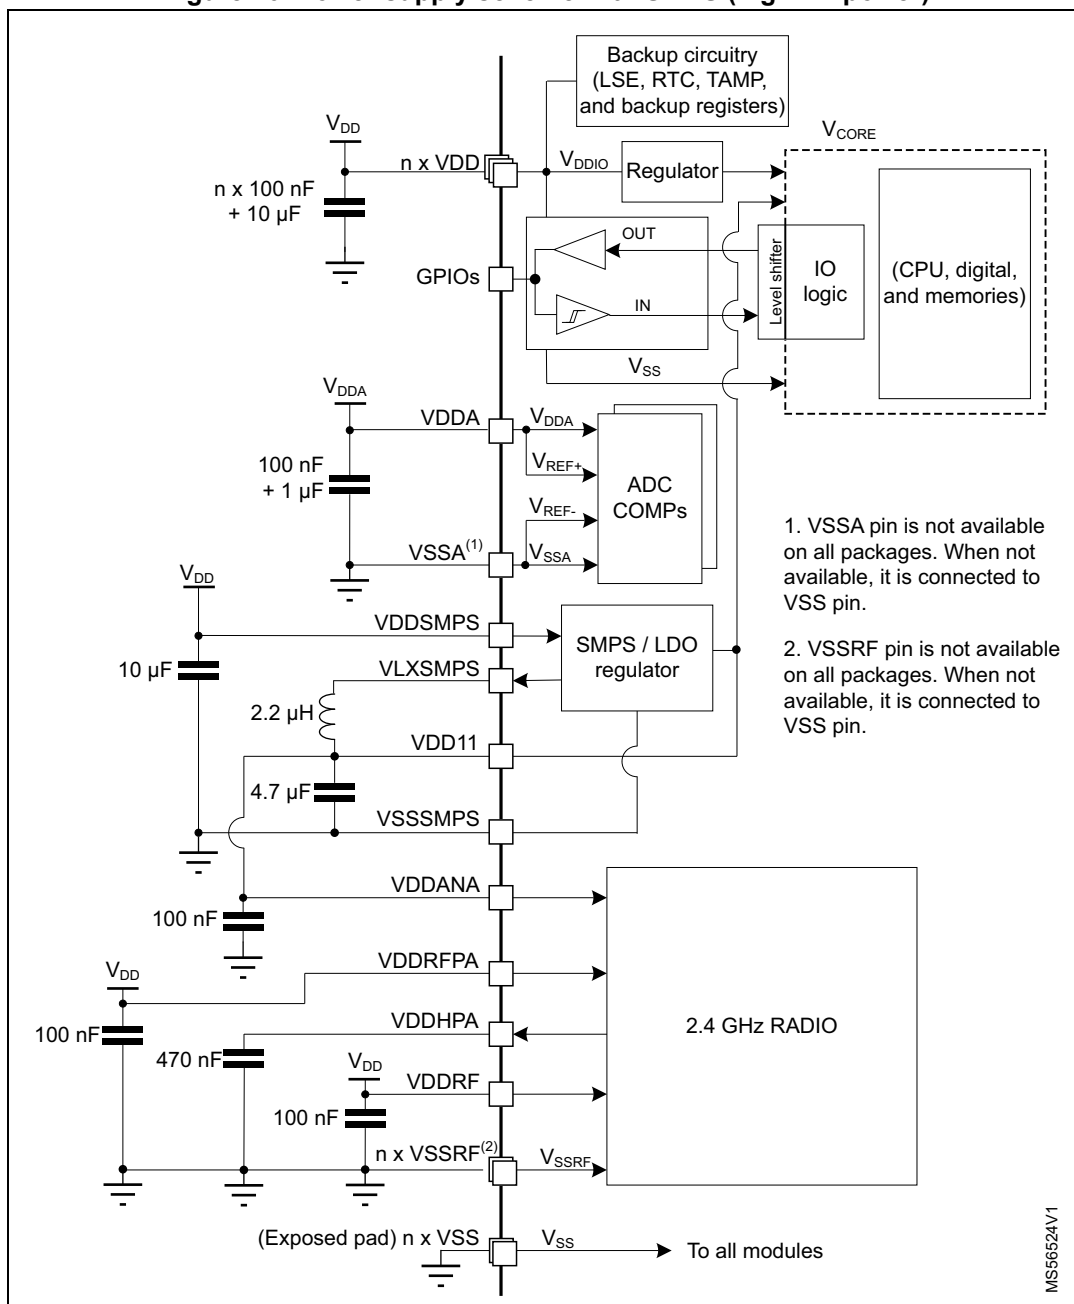 Backup circuitry
(LSE, RTC, TAMP,
and backup registers)
VDD
n x VDD
VDDIO
Regulator
VCORE
n x 100 nF
+ 10 µF
OUT
GPIOs
IN
Level shifter
IO
logic
(CPU, digital,
and memories)
VSS
VDDA
VDDA
VDDA
VREF+
100 nF
+ 1 µF
ADC
COMPs
VREF-
VSSA(1)
VSSA
1. VSSA pin is not available
on all packages. When not
available, it is connected to
VSS pin.
2. VSSRF pin is not available
on all packages. When not
available, it is connected to
VSS pin.
VDD
VDDSMPS
SMPS / LDO
regulator
10 µF
VLXSMPS
2.2 µH
VDD11
4.7 µF
VSSSMPS
VDDANA
100 nF
VDD
VDDRFPA
100 nF
VDDHPA
2.4 GHz RADIO
470 nF
VDD
VDDRF
100 nF
n x VSSRF(2)
VSSRF
(Exposed pad) n x VSS
VSS
To all modules
MS56524V1